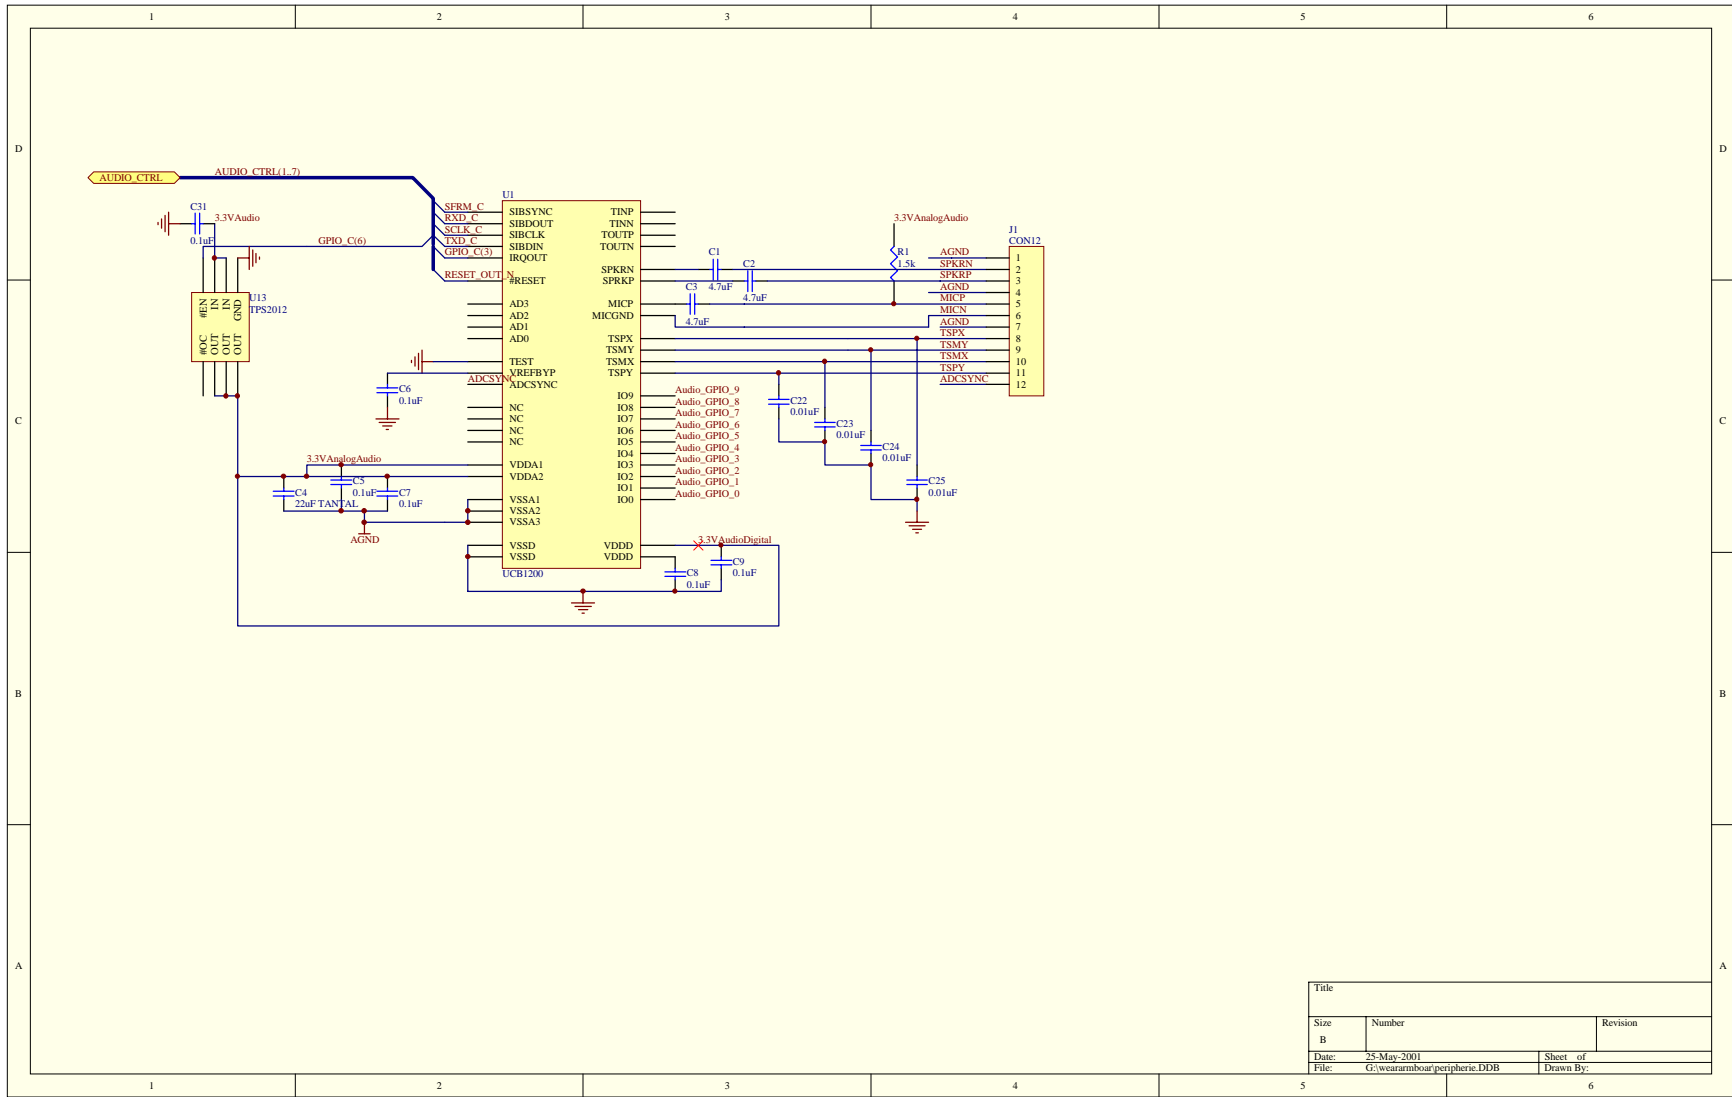 1 2 3 4 5 6
D D
AUDIO_CTRL
AUDIO_CTRL(1..7)
C31
0.1uF
3.3VAudio
GPIO_C(6)
U13
TPS2012
#EN
IN
IN
GND
#OC
OUT
OUT
OUT
SFRM_C
RXD_C
SCLK_C
TXD_C
GPIO_C(3)
RESET_OUT_N
U1
SIBSYNC TINP
SIBDOUT TINN
SIBCLK TOUTP
SIBDIN TOUTN
IRQOUT
SPKRN
#RESET SPRKP
AD3 MICP
AD2 MICGND
AD1
AD0 TSPX
TSMY
TEST TSMX
VREFBYP TSPY
ADCSYNC
ADCSYNC
IO9 Audio_GPIO_9
NC IO8 Audio_GPIO_8
NC IO7 Audio_GPIO_7
NC IO6 Audio_GPIO_6
NC IO5 Audio_GPIO_5
IO4 Audio_GPIO_4
VDDA1 IO3 Audio_GPIO_3
VDDA2 IO2 Audio_GPIO_2
IO1 Audio_GPIO_1
VSSA1 IO0 Audio_GPIO_0
VSSA2
VSSA3
VSSD VDDD
VSSD VDDD
UCB1200
C6
0.1uF
3.3VAnalogAudio
C4
22uF TANTAL
C5
0.1uF
C7
0.1uF
AGND
3.3VAudioDigital
C8
0.1uF
C9
0.1uF
C1
4.7uF
C2
4.7uF
C3
4.7uF
3.3VAnalogAudio
R1
1.5k
C22
0.01uF
C23
0.01uF
C24
0.01uF
C25
0.01uF
J1
CON12
AGND 1
SPKRN 2
SPKRP 3
AGND 4
MICP 5
MICN 6
AGND 7
TSPX 8
TSMY 9
TSMX 10
TSPY 11
ADCSYNC 12
C C
B B
A A
Title
Size Number Revision
B
Date: 25-May-2001 Sheet of
File: G:\weararmboar\peripherie.DDB Drawn By:
1 2 3 4 5 6